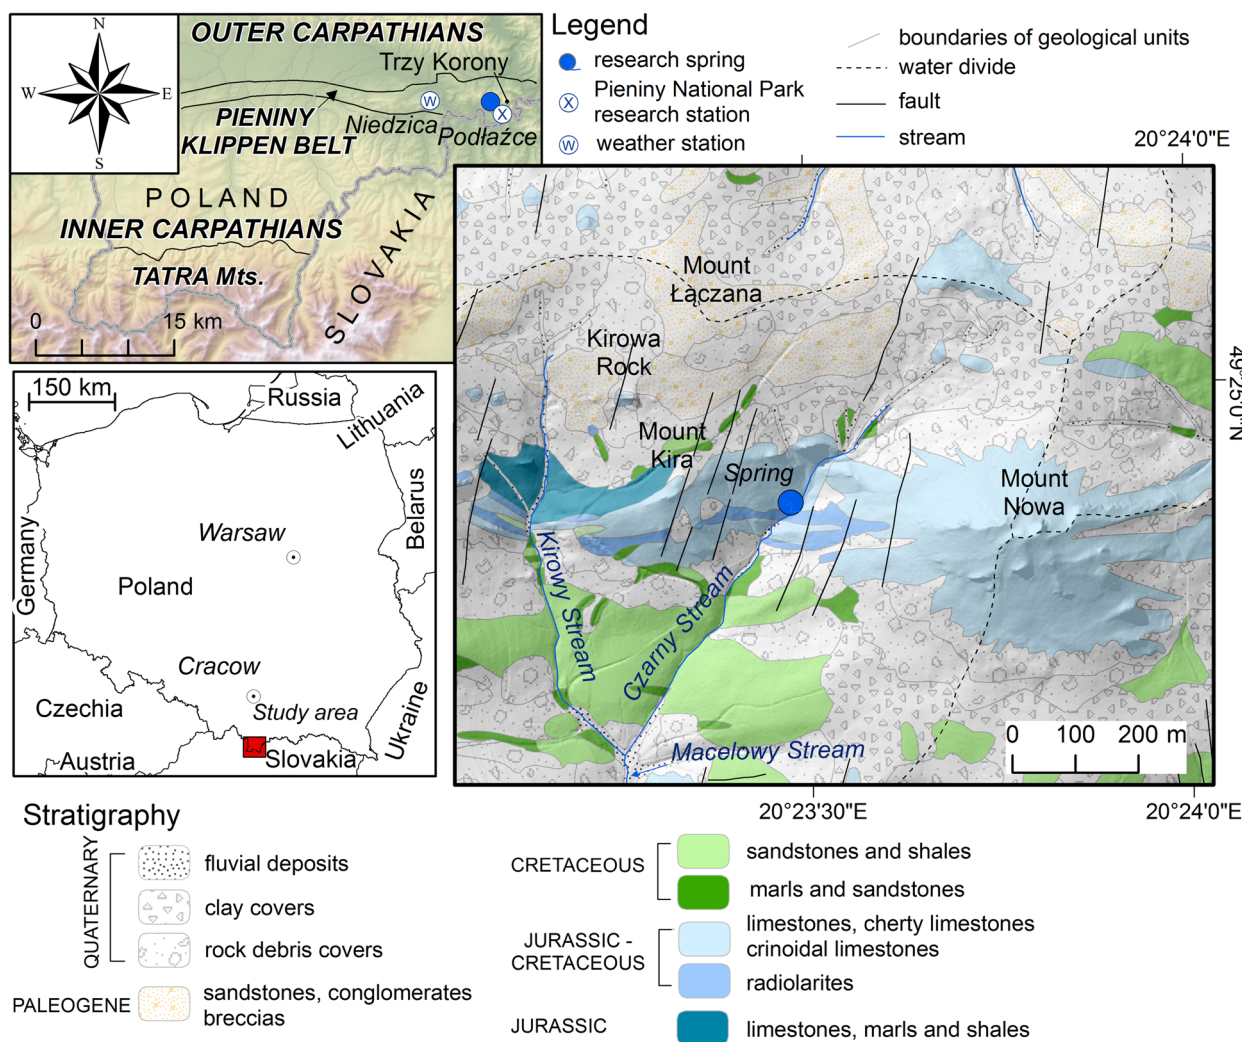 N
W
E
S
OUTER CARPATHIANS
Trzy Korony
W
X
PIENINY
KLIPPEN BELT
Niedzica
Podłaźce
POLAND
INNER CARPATHIANS
TATRA Mts.
SLOVAKIA
0
15 km
Legend
research spring
X
Pieniny National Park
research station
W
weather station
boundaries of geological units
water divide
fault
stream
20°24'0"E
49°25'0"N
Mount
Łączana
Kirowa
Rock
Mount
Kira
Spring
Mount
Nowa
Kirowy Stream
Czarny Stream
Macelowy Stream
0
100
200 m
20°23'30"E
20°24'0"E
150 km
Russia
Lithuania
Belarus
Germany
Warsaw
Poland
Cracow
Study area
Czechia
Ukraine
Austria
Slovakia
Stratigraphy
QUATERNARY
fluvial deposits
clay covers
rock debris covers
PALEOGENE
sandstones, conglomerates
breccias
CRETACEOUS
sandstones and shales
marls and sandstones
JURASSIC -
CRETACEOUS
limestones, cherty limestones
crinoidal limestones
radiolarites
JURASSIC
limestones, marls and shales